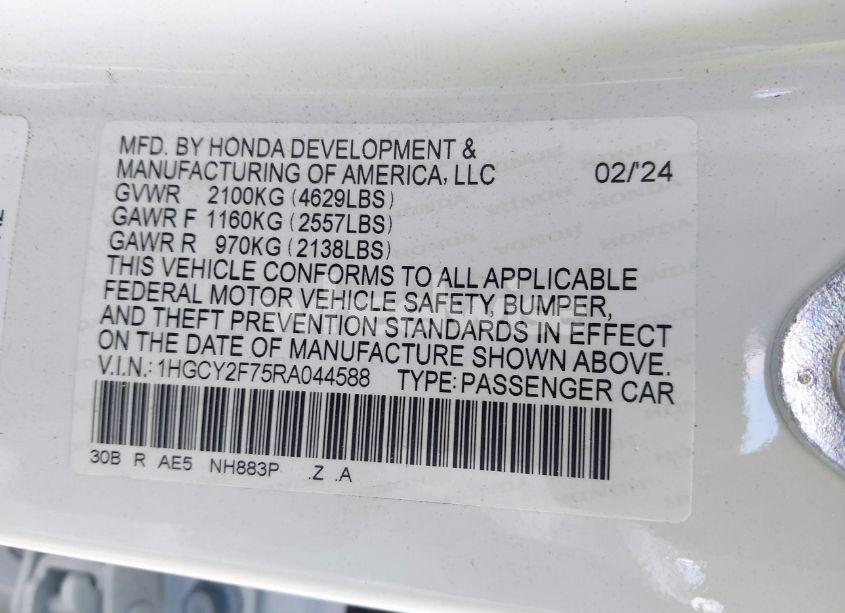 MFD. BY HONDA DEVELOPMENT &
MANUFACTURING OF AMERICA, LLC 02/'24
GVWR 2100KG (4629LBS)
GAWR F 1160KG (2557LBS)
GAWR R 970KG (2138LBS)
THIS VEHICLE CONFORMS TO ALL APPLICABLE
FEDERAL MOTOR VEHICLE SAFETY, BUMPER,
AND THEFT PREVENTION STANDARDS IN EFFECT
ON THE DATE OF MANUFACTURE SHOWN ABOVE.
V.I.N.: 1HGCY2F75RA044588 TYPE: PASSENGER CAR
30B R AE5 NH883P .Z .A